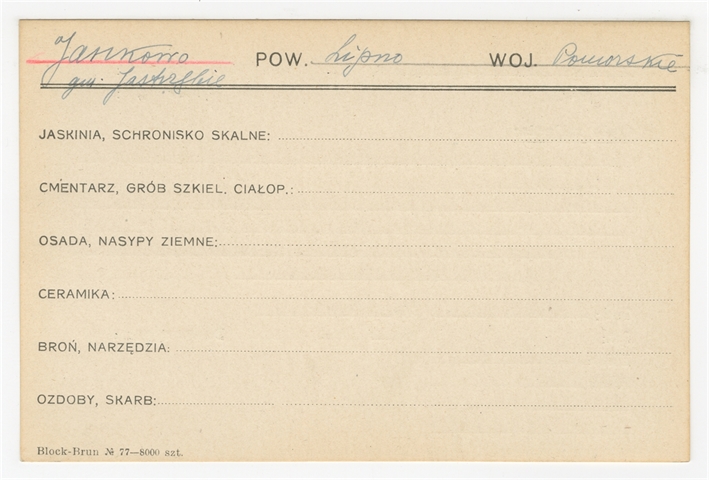 Jankowo POW. Lipno WOJ. Pomorskie
gm. Jastrzębie
JASKINIA, SCHRONISKO SKALNE:
CMENTARZ, GRÓB SZKIEL. CIAŁOP.:
OSADA, NASYPY ZIEMNE:
CERAMIKA:
BROŃ, NARZĘDZIA:
OZDOBY, SKARB:
Block-Brun № 77—8000 szt.